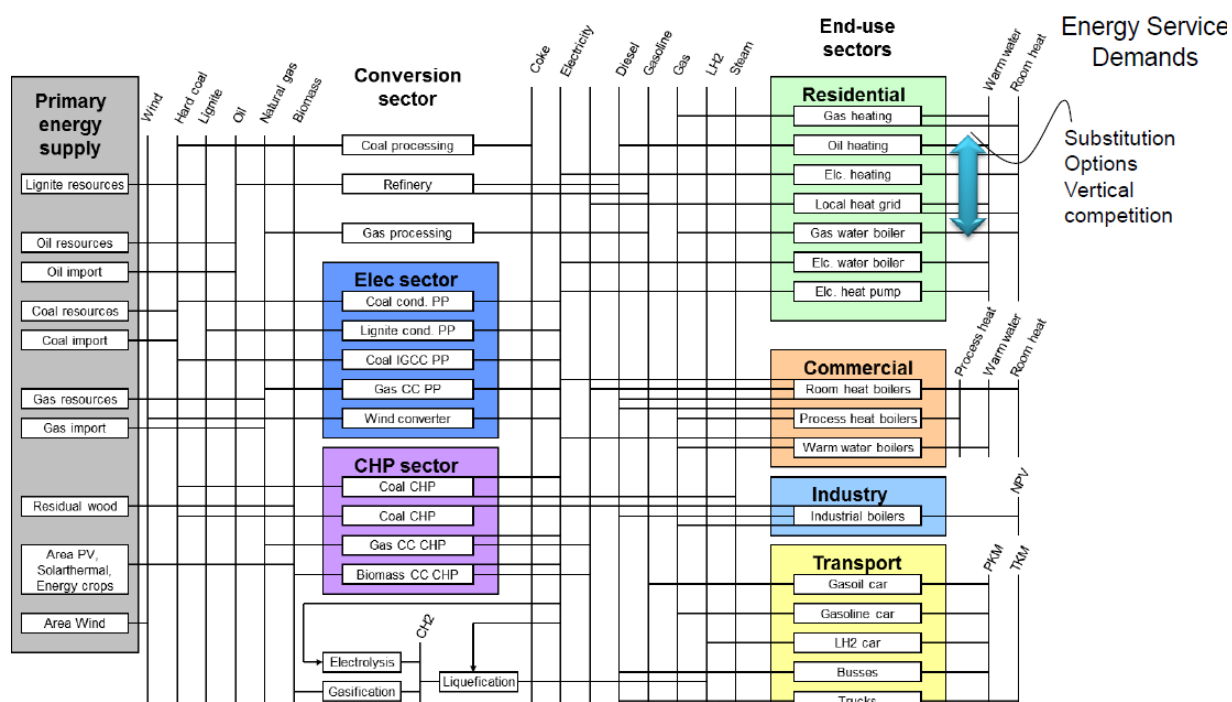 End-use
sectors
Energy Service
Demands
Conversion
sector
Primary
energy
supply
Wind
Hard coal
Lignite
Oil
Natural gas
Biomass
Coke
Electricity
Diesel
Gasoline
Gas
LH2
Steam
Warm water
Room heat
Lignite resources
Oil resources
Oil import
Coal resources
Coal import
Gas resources
Gas import
Residual wood
Area PV,
Solarthermal,
Energy crops
Area Wind
Coal processing
Refinery
Gas processing
Elec sector
Coal cond. PP
Lignite cond. PP
Coal IGCC PP
Gas CC PP
Wind converter
CHP sector
Coal CHP
Coal CHP
Gas CC CHP
Biomass CC CHP
CH2
Electrolysis
Gasification
Liquefication
Residential
Gas heating
Oil heating
Elc. heating
Local heat grid
Gas water boiler
Elc. water boiler
Elc. heat pump
Substitution
Options
Vertical
competition
Process heat
Warm water
Room heat
Commercial
Room heat boilers
Process heat boilers
Warm water boilers
NPV
Industry
Industrial boilers
PKM
TKM
Transport
Gasoil car
Gasoline car
LH2 car
Busses
Trucks